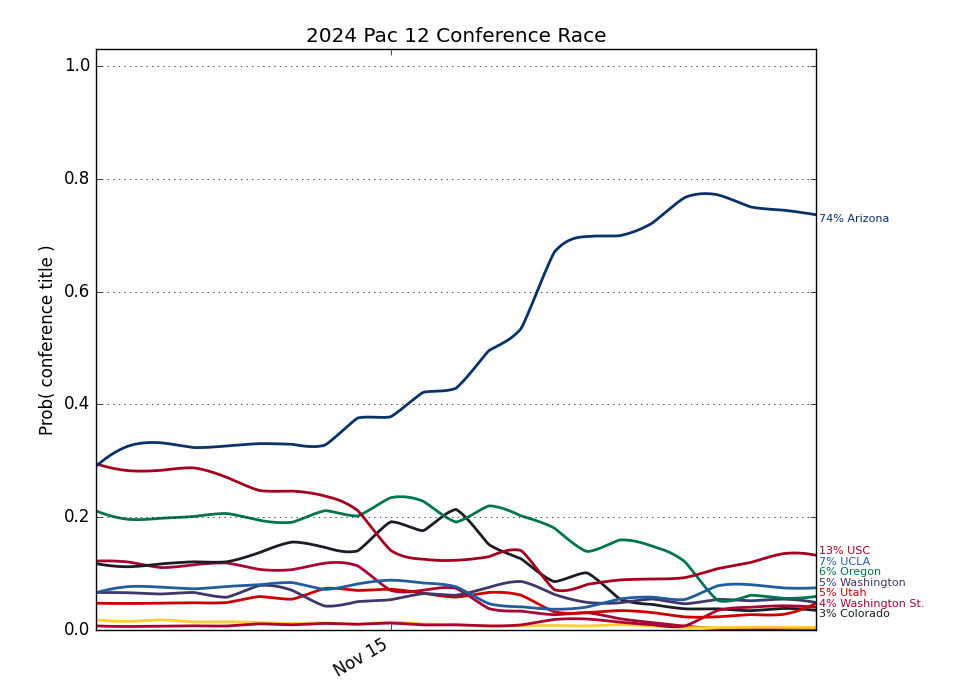 2024 Pac 12 Conference Race
Prob( conference title )
1.0
0.8
0.6
0.4
0.2
0.0
Nov 15
74% Arizona
13% USC
7% UCLA
6% Oregon
5% Washington
5% Utah
4% Washington St.
3% Colorado